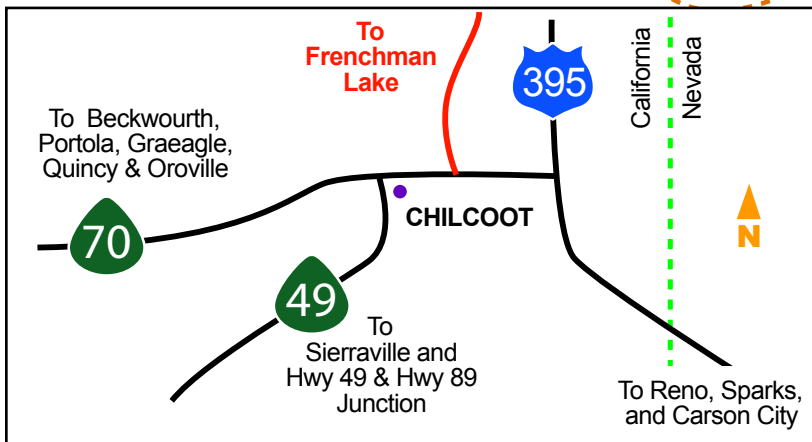 To
Frenchman
Lake
395
California
Nevada
To Beckwourth,
Portola, Graeagle,
Quincy & Oroville
CHILCOOT
N
70
49
To
Sierraville and
Hwy 49 & Hwy 89
Junction
To Reno, Sparks,
and Carson City